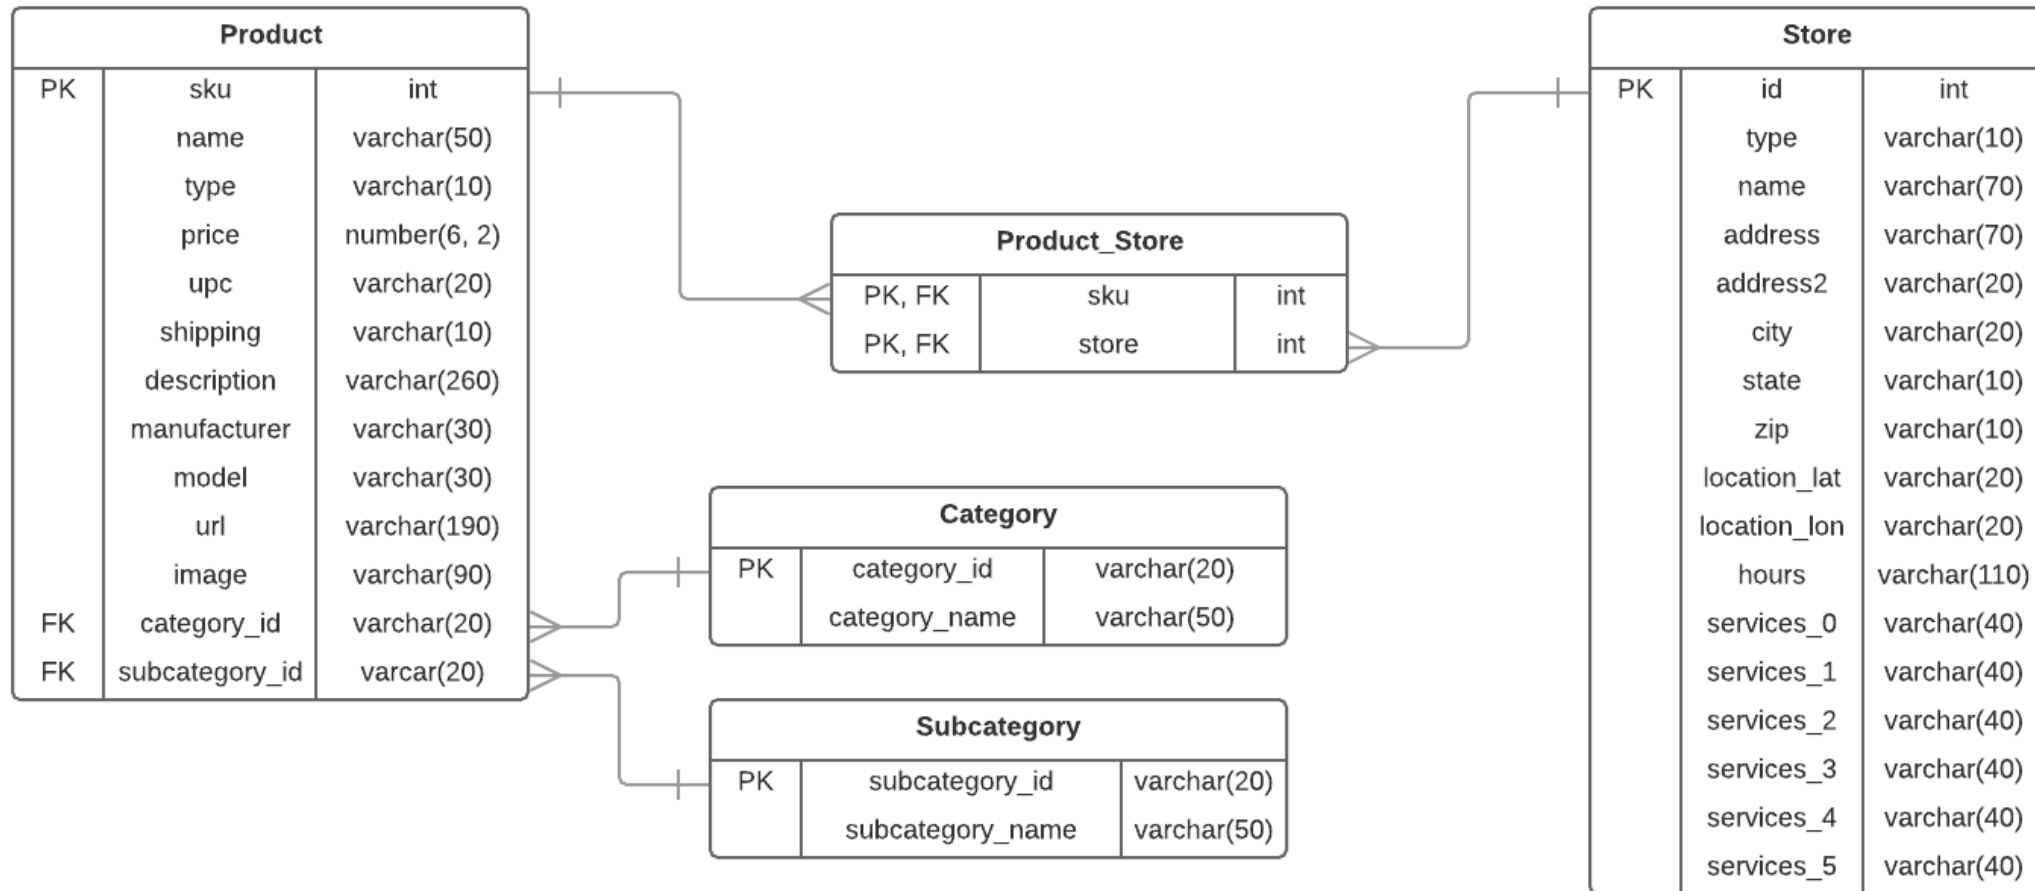 Product
PK sku int
name varchar(50)
type varchar(10)
price number(6, 2)
upc varchar(20)
shipping varchar(10)
description varchar(260)
manufacturer varchar(30)
model varchar(30)
url varchar(190)
image varchar(90)
FK category_id varchar(20)
FK subcategory_id varcar(20)
Product_Store
PK, FK sku int
PK, FK store int
Category
PK category_id varchar(20)
category_name varchar(50)
Subcategory
PK subcategory_id varchar(20)
subcategory_name varchar(50)
Store
PK id int
type varchar(10)
name varchar(70)
address varchar(70)
address2 varchar(20)
city varchar(20)
state varchar(10)
zip varchar(10)
location_lat varchar(20)
location_lon varchar(20)
hours varchar(110)
services_0 varchar(40)
services_1 varchar(40)
services_2 varchar(40)
services_3 varchar(40)
services_4 varchar(40)
services_5 varchar(40)